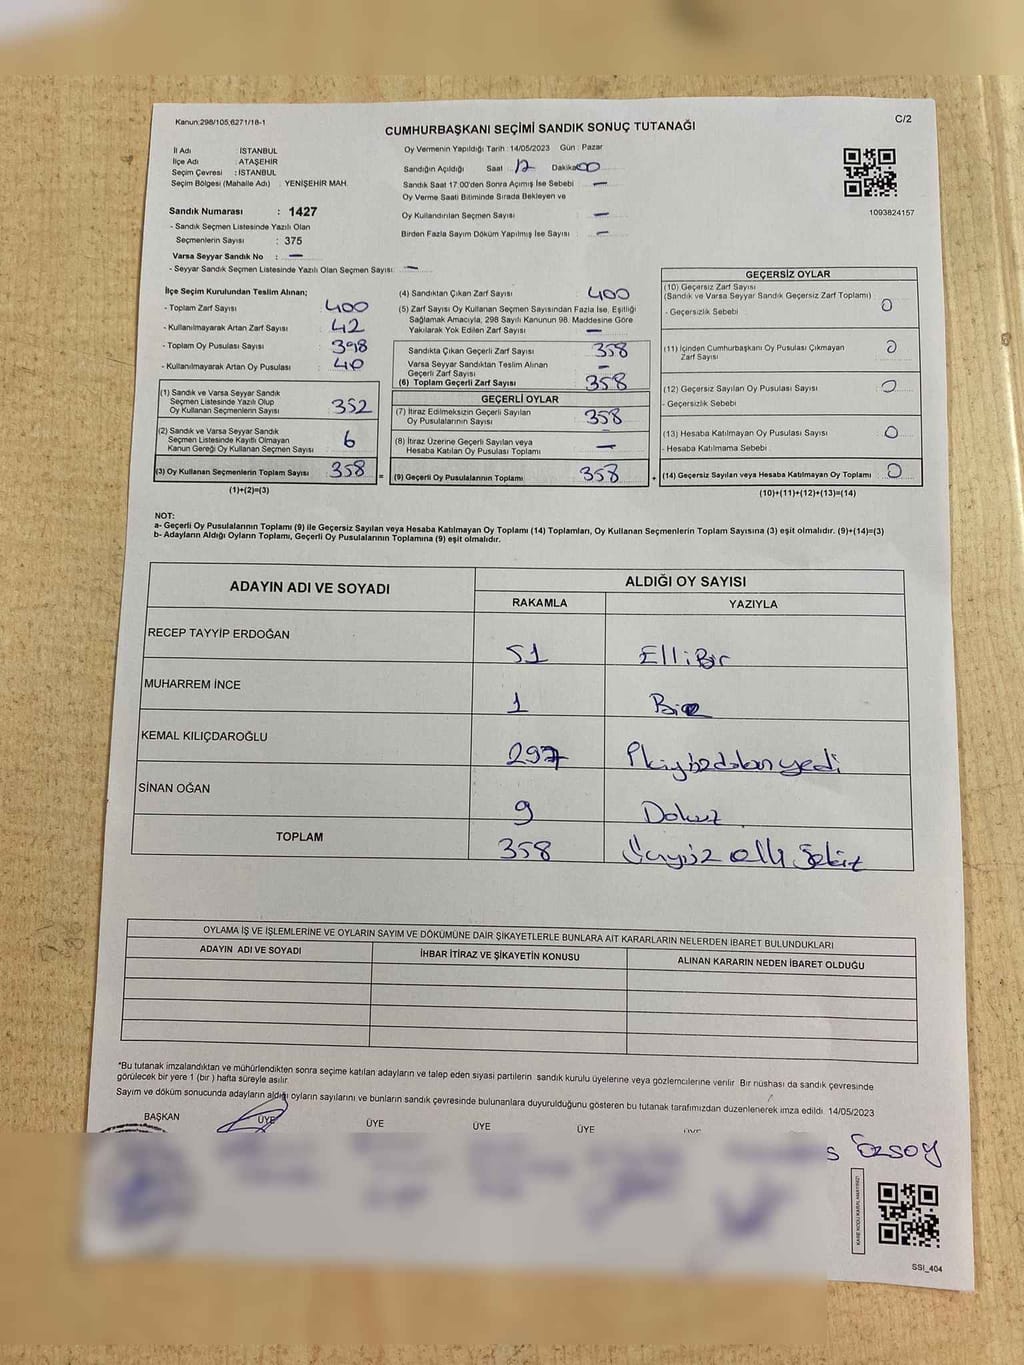 Kanun:298/105,6271/18-1
C/2
CUMHURBAŞKANI SEÇİMİ SANDIK SONUÇ TUTANAĞI
İl Adı : İSTANBUL
İlçe Adı : ATAŞEHİR
Seçim Çevresi : İSTANBUL
Seçim Bölgesi (Mahalle Adı) : YENİŞEHİR MAH.
Sandık Numarası : 1427
- Sandık Seçmen Listesinde Yazılı Olan
Seçmenlerin Sayısı : 375
Varsa Seyyar Sandık No : —
- Seyyar Sandık Seçmen Listesinde Yazılı Olan Seçmen Sayısı : —
Oy Vermenin Yapıldığı Tarih : 14/05/2023 Gün : Pazar
Sandığın Açıldığı Saat 17 Dakika 00
Sandık Saat 17:00'den Sonra Açımış İse Sebebi —
Oy Verme Saati Bitiminde Sırada Bekleyen ve
Oy Kullandırılan Seçmen Sayısı —
Birden Fazla Sayım Döküm Yapılmış İse Sayısı —
1093824157
İlçe Seçim Kurulundan Teslim Alınan;
- Toplam Zarf Sayısı 400
- Kullanılmayarak Artan Zarf Sayısı 42
- Toplam Oy Pusulası Sayısı 398
- Kullanılmayarak Artan Oy Pusulası 40
(1) Sandık ve Varsa Seyyar Sandık
Seçmen Listesinde Yazılı Olup
Oy Kullanan Seçmenlerin Sayısı 352
(2) Sandık ve Varsa Seyyar Sandık
Seçmen Listesinde Kayıtlı Olmayan
Kanun Gereği Oy Kullanan Seçmen Sayısı 6
(3) Oy Kullanan Seçmenlerin Toplam Sayısı 358 =
(1)+(2)=(3)
(4) Sandıktan Çıkan Zarf Sayısı 400
(5) Zarf Sayısı Oy Kullanan Seçmen Sayısından Fazla İse, Eşitliği
Sağlamak Amacıyla, 298 Sayılı Kanunun 98. Maddesine Göre
Yakılarak Yok Edilen Zarf Sayısı —
Sandıkta Çıkan Geçerli Zarf Sayısı 358
Varsa Seyyar Sandıktan Teslim Alınan
Geçerli Zarf Sayısı —
(6) Toplam Geçerli Zarf Sayısı 358
GEÇERLİ OYLAR
(7) İtiraz Edilmeksizin Geçerli Sayılan
Oy Pusulalarının Sayısı 358
(8) İtiraz Üzerine Geçerli Sayılan veya
Hesaba Katılan Oy Pusulası Toplamı —
(9) Geçerli Oy Pusulalarının Toplamı 358 +
GEÇERSİZ OYLAR
(10) Geçersiz Zarf Sayısı
(Sandık ve Varsa Seyyar Sandık Geçersiz Zarf Toplamı)
- Geçersizlik Sebebi 0
(11) İçinden Cumhurbaşkanı Oy Pusulası Çıkmayan
Zarf Sayısı 0
(12) Geçersiz Sayılan Oy Pusulası Sayısı 0
- Geçersizlik Sebebi
(13) Hesaba Katılmayan Oy Pusulası Sayısı 0
- Hesaba Katılmama Sebebi
(14) Geçersiz Sayılan veya Hesaba Katılmayan Oy Toplamı 0
(10)+(11)+(12)+(13)=(14)
NOT:
a- Geçerli Oy Pusulalarının Toplamı (9) ile Geçersiz Sayılan veya Hesaba Katılmayan Oy Toplamı (14) Toplamları, Oy Kullanan Seçmenlerin Toplam Sayısına (3) eşit olmalıdır. (9)+(14)=(3)
b- Adayların Aldığı Oyların Toplamı, Geçerli Oy Pusulalarının Toplamına (9) eşit olmalıdır.
ADAYIN ADI VE SOYADI
ALDIĞI OY SAYISI
RAKAMLA YAZIYLA
RECEP TAYYİP ERDOĞAN 51 ElliBir
MUHARREM İNCE 1 Bir
KEMAL KILIÇDAROĞLU 297 İkiyüzdoksanyedi
SİNAN OĞAN 9 Dokuz
TOPLAM 358 Üçyüz elli Sekiz
OYLAMA İŞ VE İŞLEMLERİNE VE OYLARIN SAYIM VE DÖKÜMÜNE DAİR ŞİKAYETLERLE BUNLARA AİT KARARLARIN NELERDEN İBARET BULUNDUKLARI
ADAYIN ADI VE SOYADI İHBAR İTİRAZ VE ŞİKAYETİN KONUSU ALINAN KARARIN NEDEN İBARET OLDUĞU
*Bu tutanak imzalandıktan ve mühürlendikten sonra seçime katılan adayların ve talep eden siyasi partilerin sandık kurulu üyelerine veya gözlemcilerine verilir. Bir nüshası da sandık çevresinde
görülecek bir yere 1 (bir ) hafta süreyle asılır.
Sayım ve döküm sonucunda adayların aldığı oyların sayılarını ve bunların sandık çevresinde bulunanlara duyurulduğunu gösteren bu tutanak tarafımızdan düzenlenerek imza edildi. 14/05/2023
BAŞKAN ÜYE ÜYE ÜYE ÜYE
s Özsoy
SSI_404